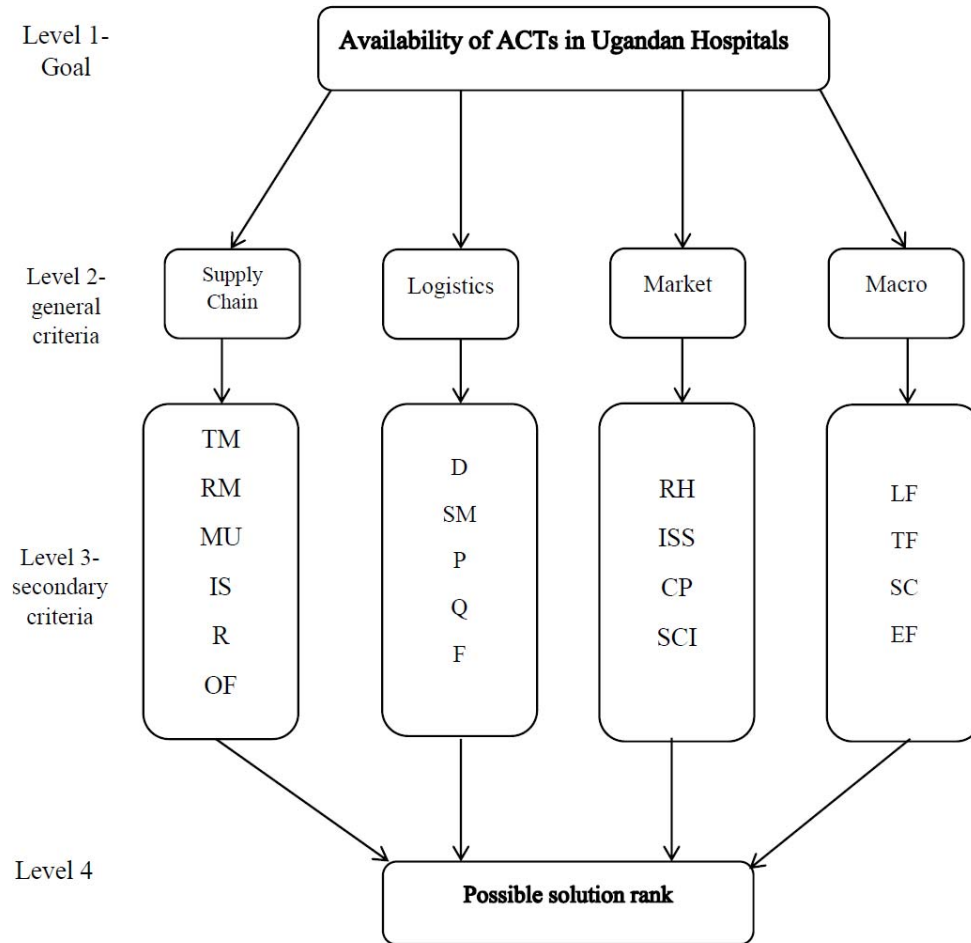 Level 1-
Goal
Availability of ACTs in Ugandan Hospitals
Level 2-
general
criteria
Supply
Chain
Logistics
Market
Macro
Level 3-
secondary
criteria
TM
RM
MU
IS
R
OF
D
SM
P
Q
F
RH
ISS
CP
SCI
LF
TF
SC
EF
Level 4
Possible solution rank